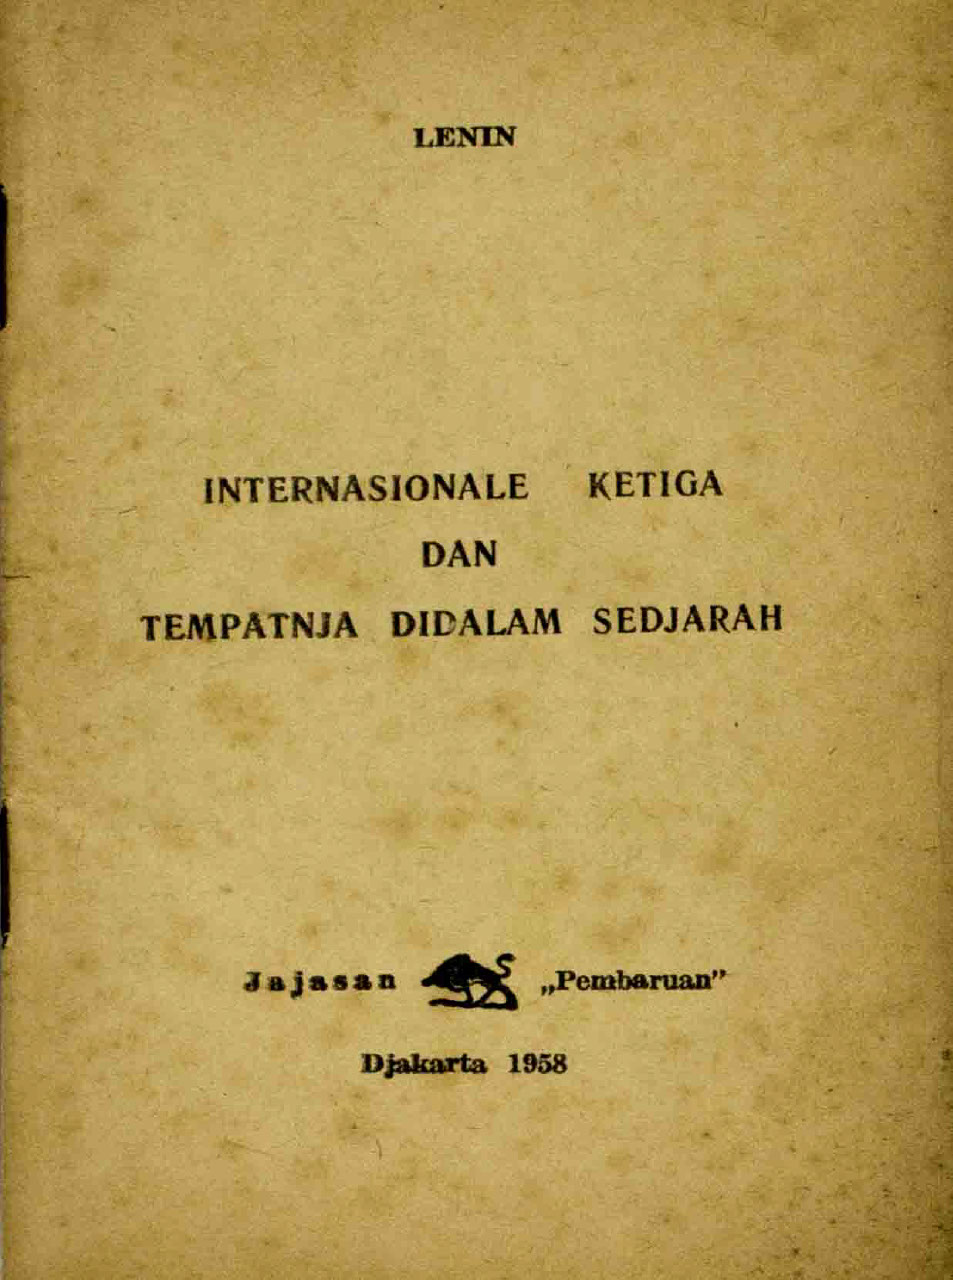 LENIN
INTERNASIONALE KETIGA
DAN
TEMPATNJA DIDALAM SEDJARAH
Jajasan „Pembaruan”
Djakarta 1958